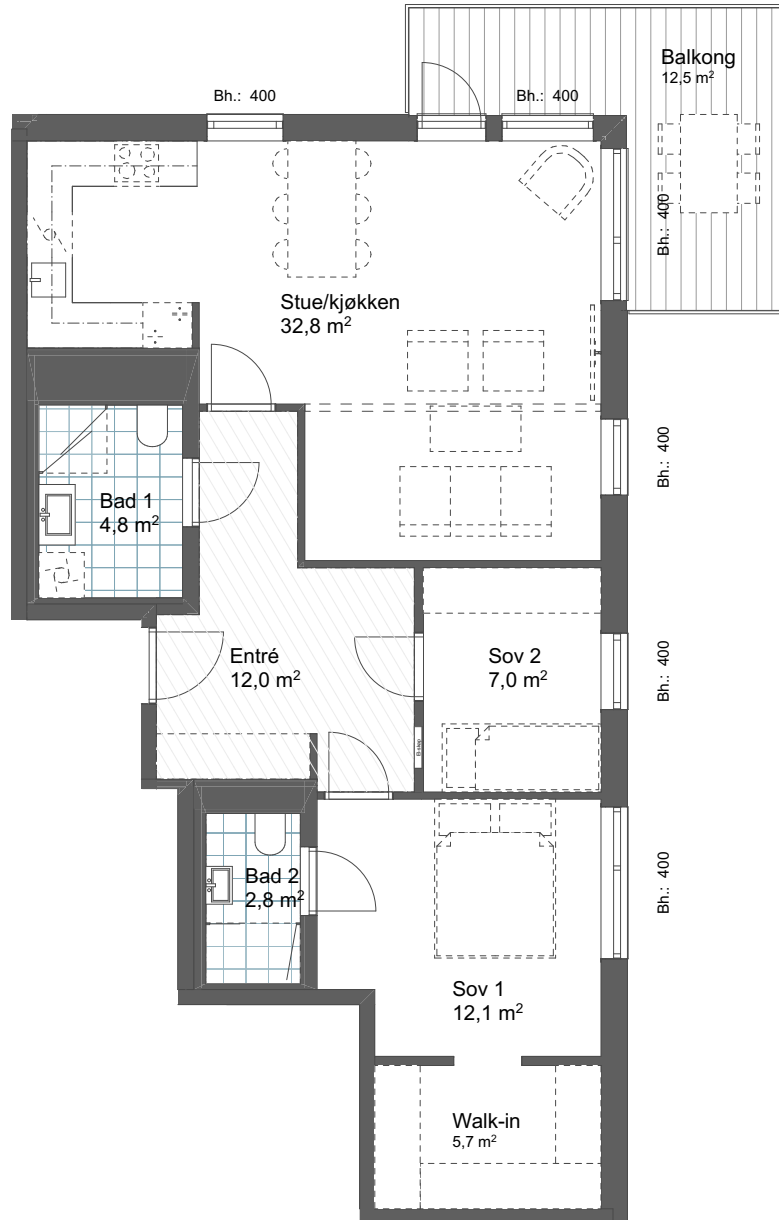 Balkong
12,5 m²
Bh.: 400
Bh.: 400
Bh.: 400
Stue/kjøkken
32,8 m²
Bh.: 400
Bad 1
4,8 m²
Entré
12,0 m²
Sov 2
7,0 m²
Bh.: 400
Bad 2
2,8 m²
Bh.: 400
Sov 1
12,1 m²
Walk-in
5,7 m²